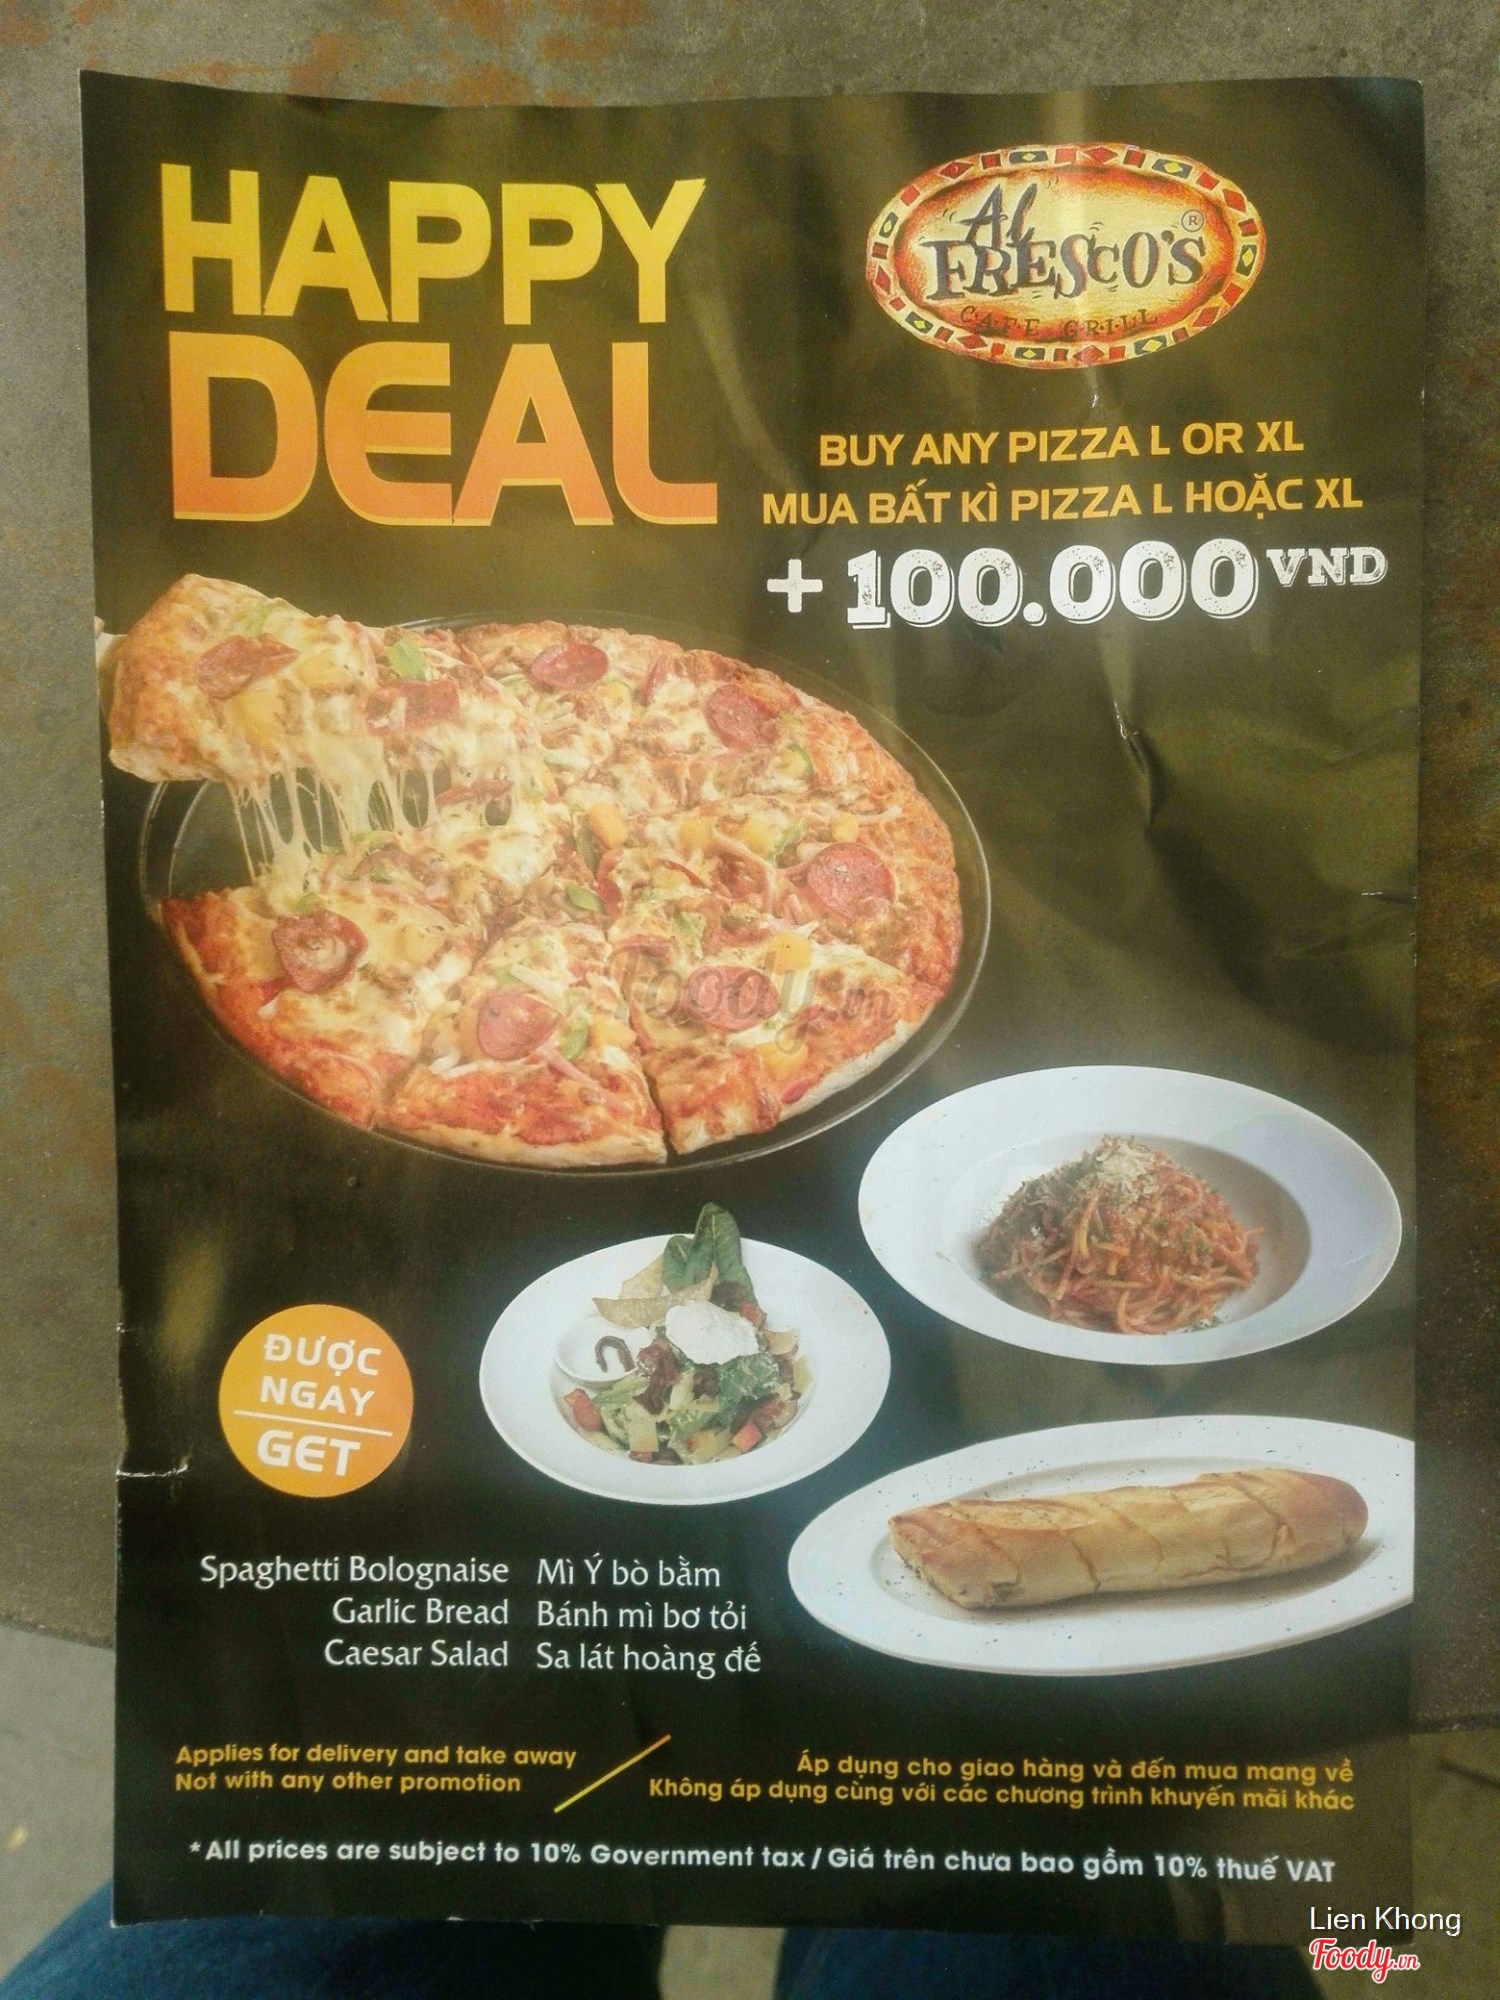 HAPPY
DEAL
AL
FRESCO'S ®
CAFE GRILL
BUY ANY PIZZA L OR XL
MUA BẤT KÌ PIZZA L HOẶC XL
+ 100.000 VND
Foody.vn
ĐƯỢC
NGAY
GET
Spaghetti Bolognaise Mì Ý bò bằm
Garlic Bread Bánh mì bơ tỏi
Caesar Salad Sa lát hoàng đế
Applies for delivery and take away
Not with any other promotion
Áp dụng cho giao hàng và đến mua mang về
Không áp dụng cùng với các chương trình khuyến mãi khác
*All prices are subject to 10% Government tax / Giá trên chưa bao gồm 10% thuế VAT
Lien Khong
Foody.vn